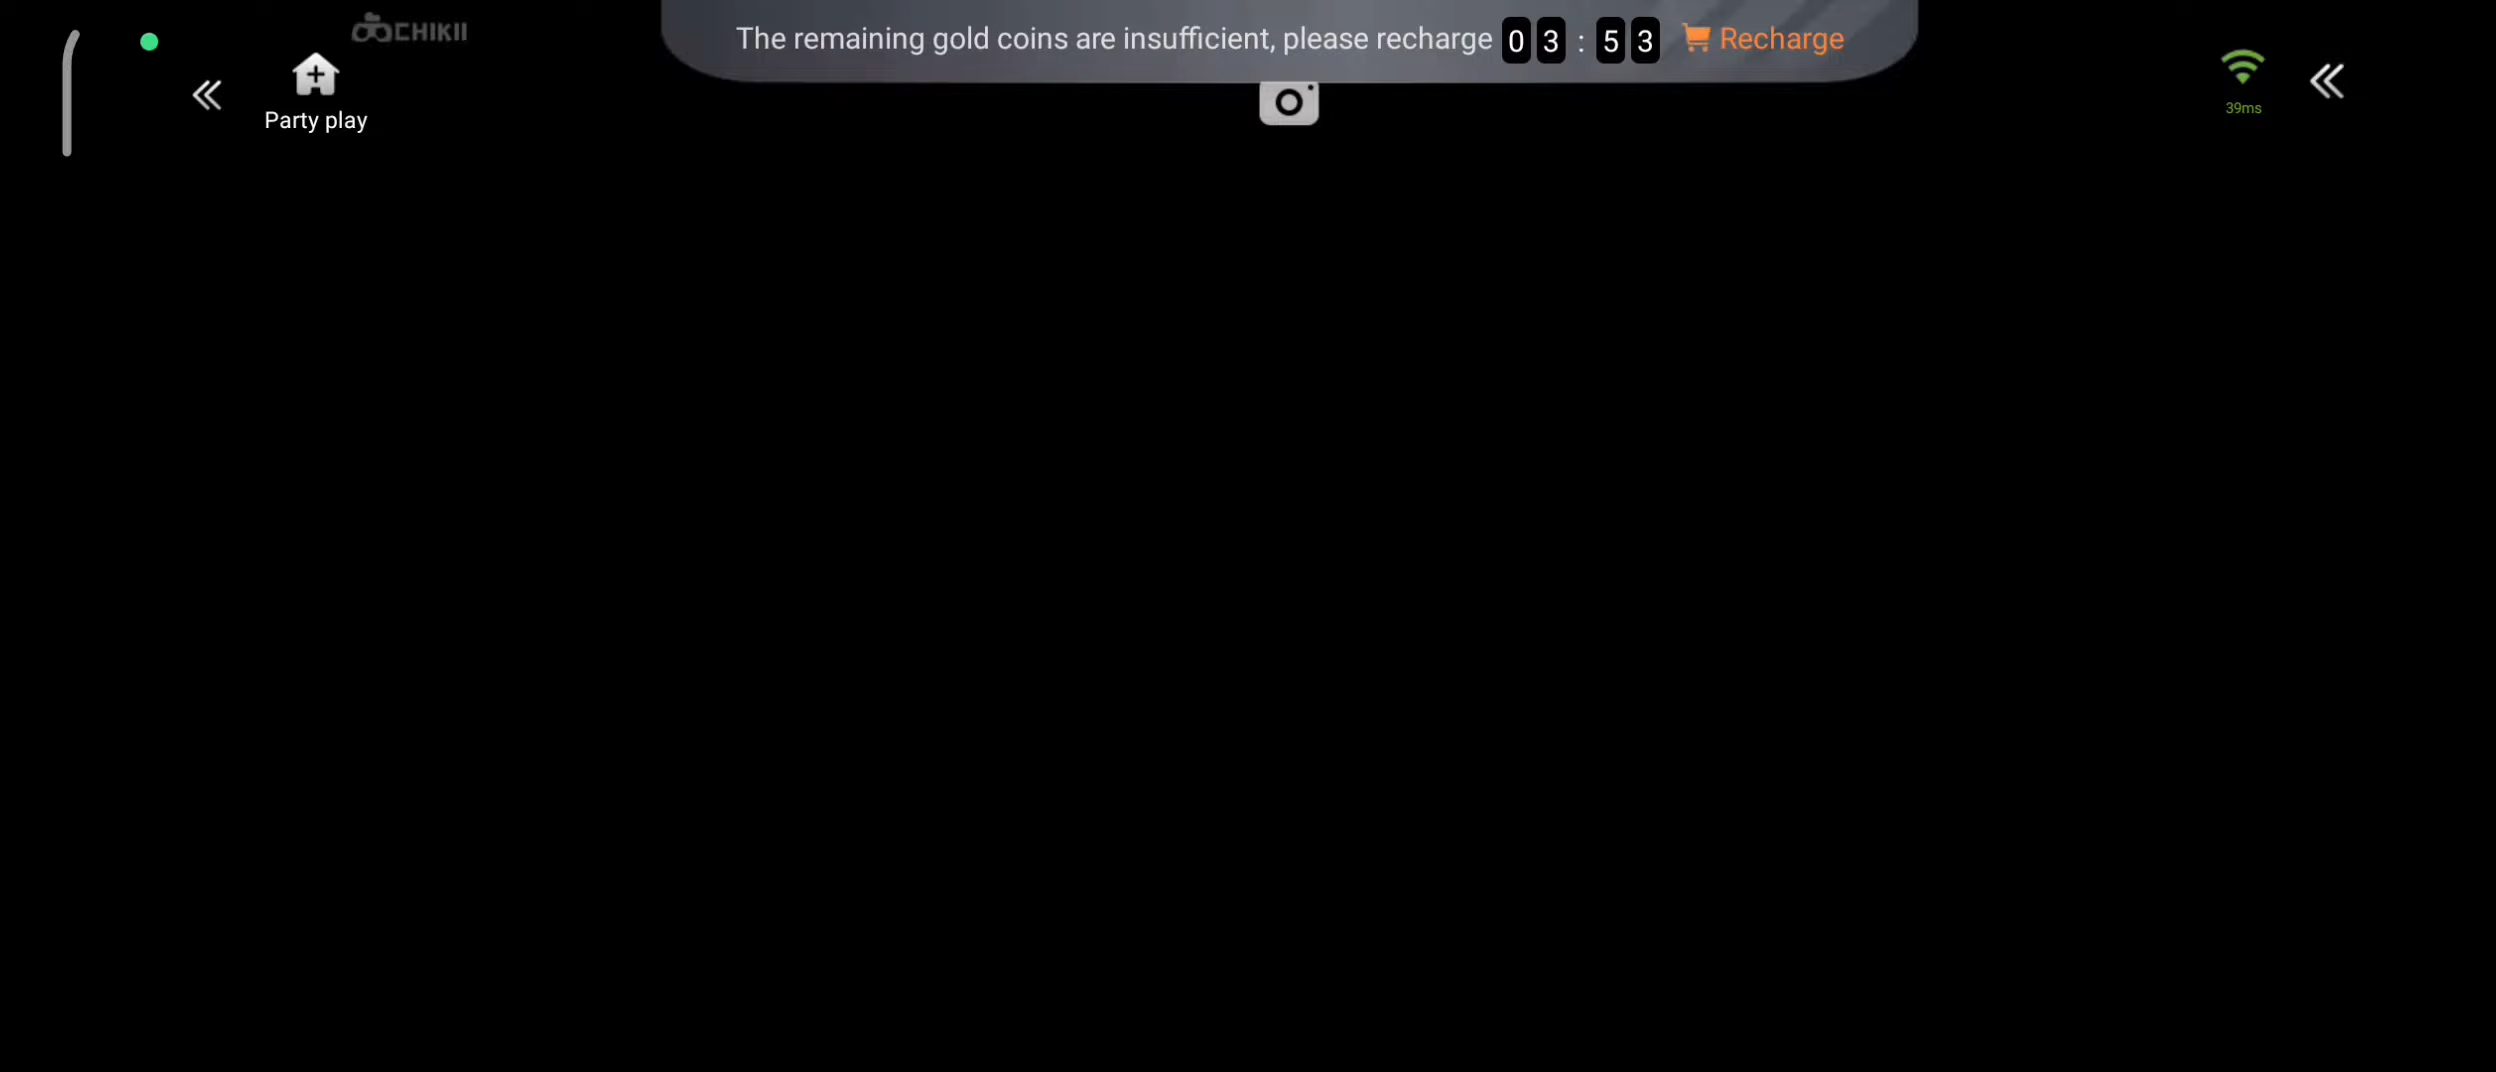 CHIKII
The remaining gold coins are insufficient, please recharge 03:53 Recharge
Party play
39ms